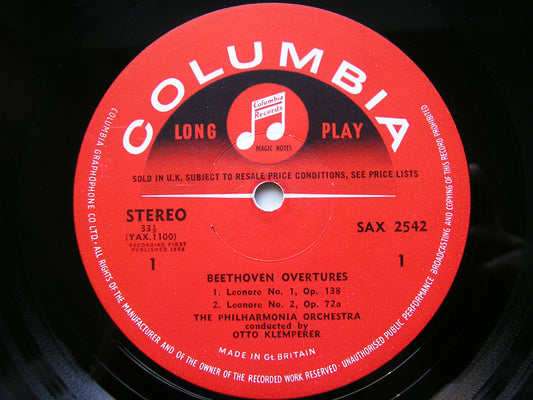 COLUMBIA
Columbia
Records
LONG PLAY
MAGIC NOTES
SOLD IN U.K. SUBJECT TO RESALE PRICE CONDITIONS, SEE PRICE LISTS
STEREO
33⅓
(YAX.1100)
RECORDING FIRST
PUBLISHED 1964
1
SAX 2542
1
BEETHOVEN OVERTURES
1. Leonore No. 1, Op. 138
2. Leonore No. 2, Op. 72a
THE PHILHARMONIA ORCHESTRA
conducted by
OTTO KLEMPERER
MADE IN Gt. BRITAIN
COLUMBIA GRAPHOPHONE CO. LTD. · ALL RIGHTS OF THE MANUFACTURER AND OF THE OWNER OF THE RECORDED WORK RESERVED · UNAUTHORISED PUBLIC PERFORMANCE BROADCASTING AND COPYING OF THIS RECORD PROHIBITED